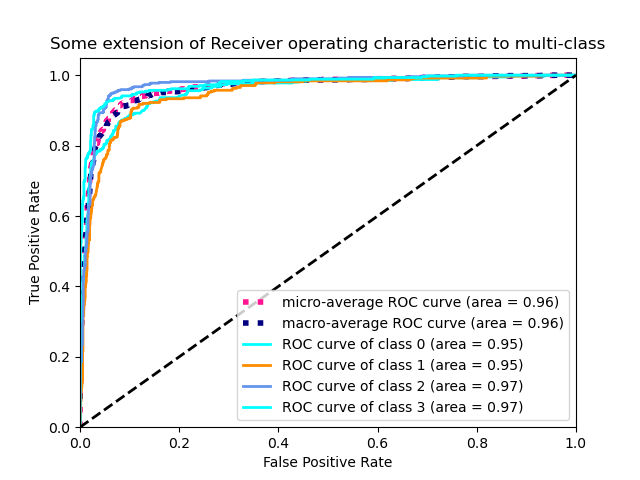 Some extension of Receiver operating characteristic to multi-class
1.0
0.8
0.6
0.4
0.2
0.0
True Positive Rate
micro-average ROC curve (area = 0.96)
macro-average ROC curve (area = 0.96)
ROC curve of class 0 (area = 0.95)
ROC curve of class 1 (area = 0.95)
ROC curve of class 2 (area = 0.97)
ROC curve of class 3 (area = 0.97)
0.0 0.2 0.4 0.6 0.8 1.0
False Positive Rate